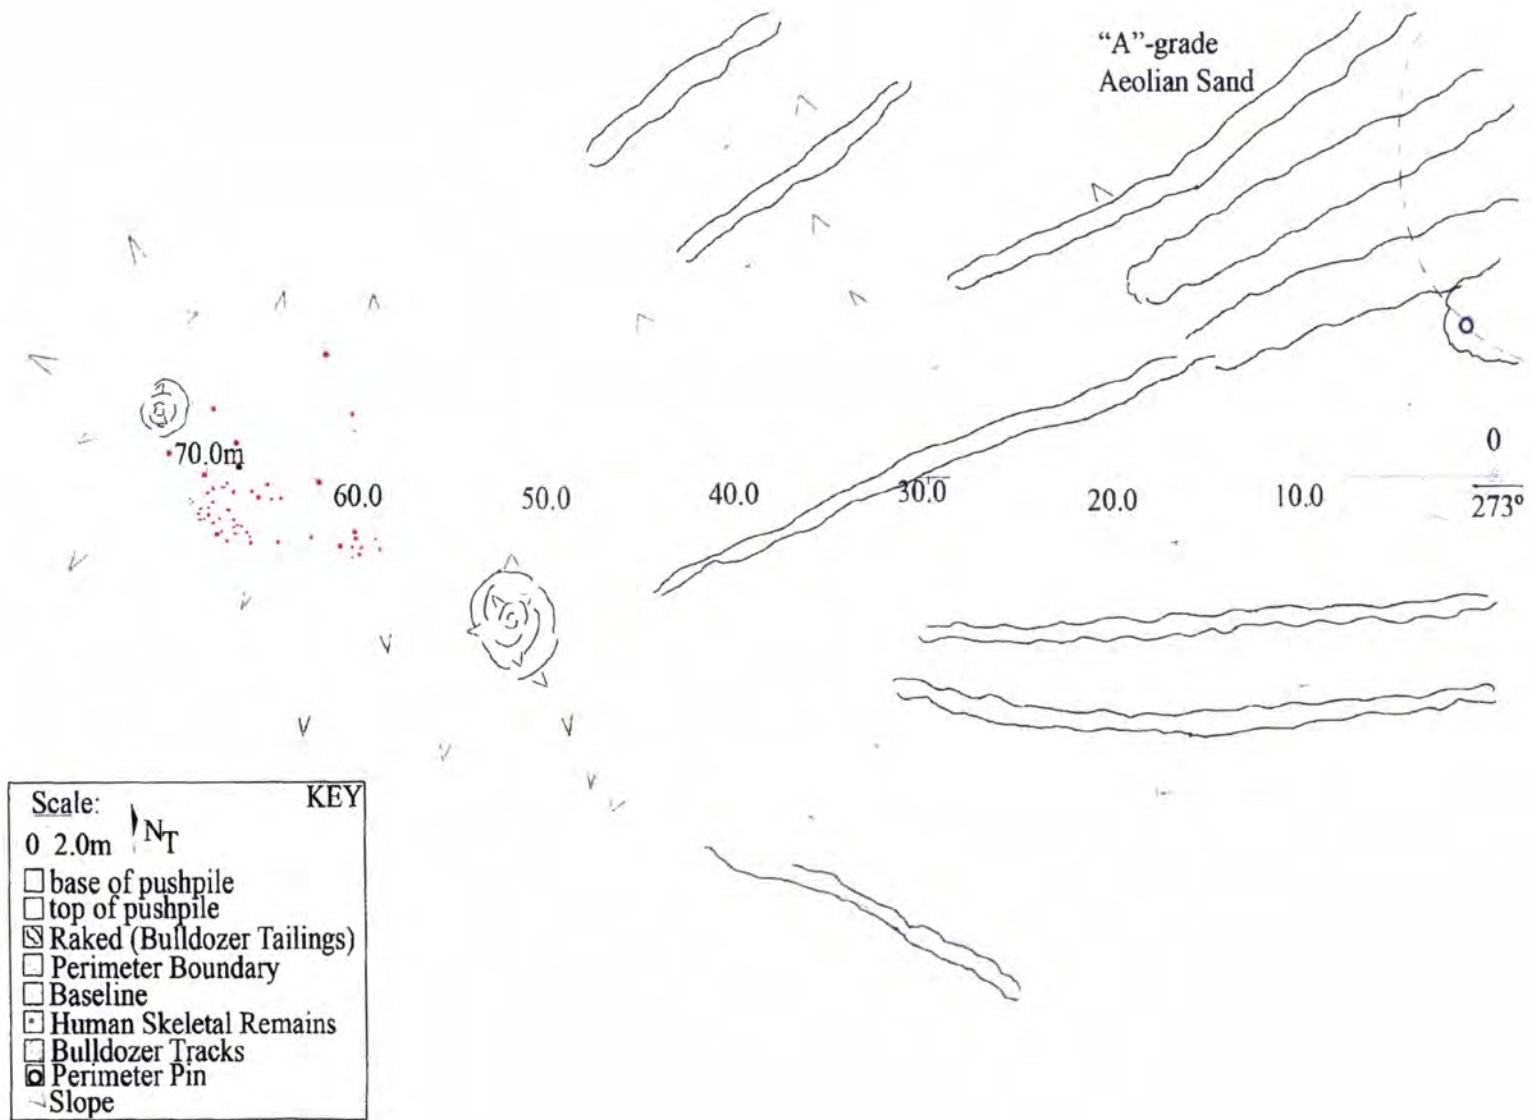 "A"-grade
Aeolian Sand
0
70.0m
60.0 50.0 40.0 30.0 20.0 10.0 273°
Scale: KEY
0 2.0m NT
base of pushpile
top of pushpile
Raked (Bulldozer Tailings)
Perimeter Boundary
Baseline
Human Skeletal Remains
Bulldozer Tracks
Perimeter Pin
Slope